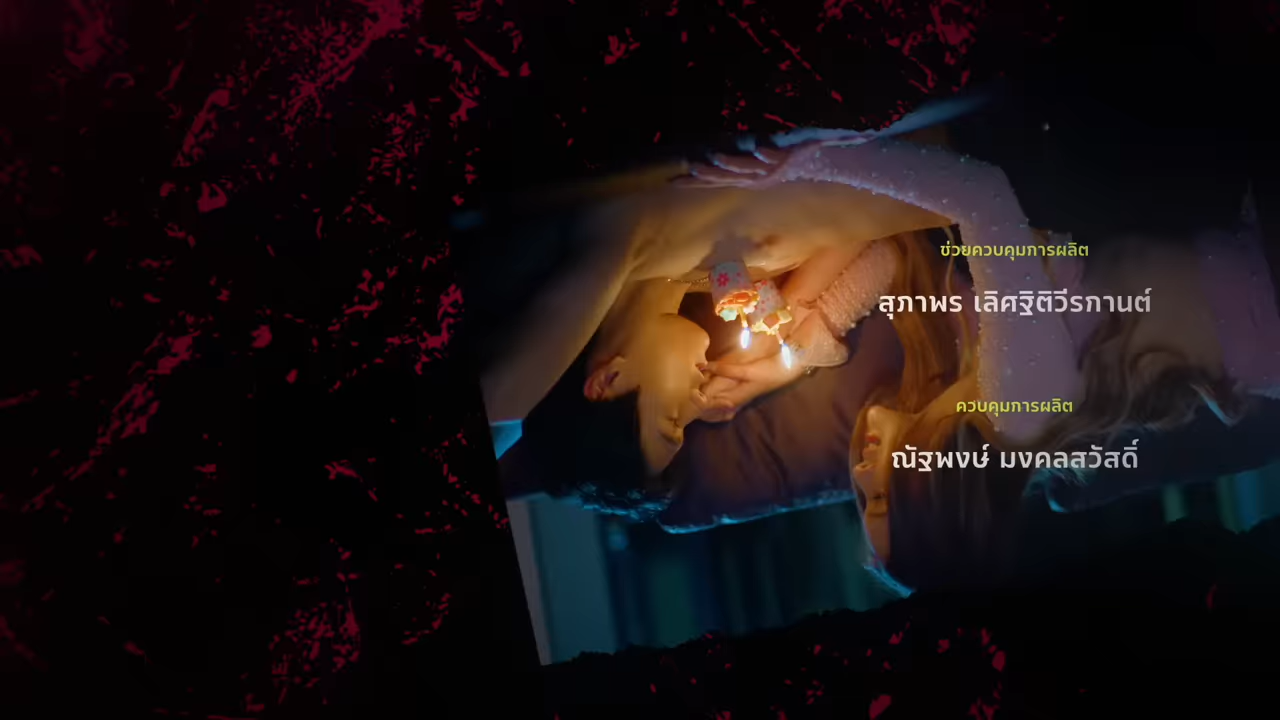 ช่วยควบคุมการผลิต
สุภาพร เลิศฐิติวีรกานต์
ควบคุมการผลิต
ณัฐพงษ์ มงคลสวัสดิ์